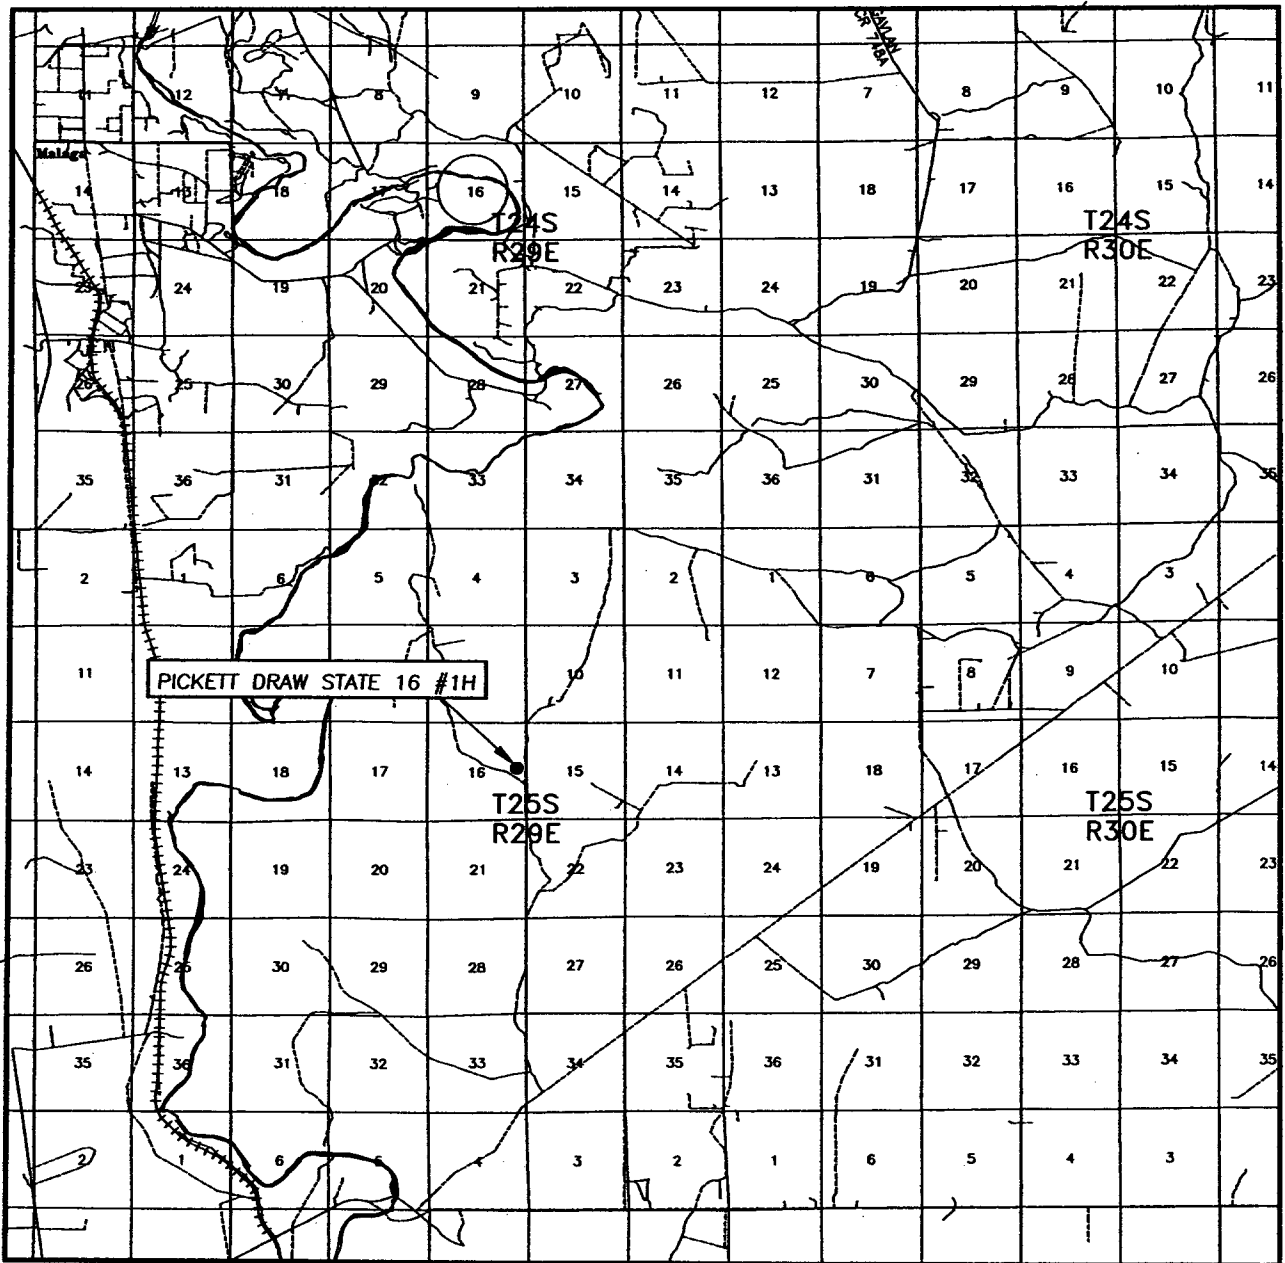 GAVILAN
CR 748A
11 12 11 8 9 10 11 12 7 8 9 10 11
Malaga
14 13 18 17 16 15 14 13 18 17 16 15 14
T24S
R29E
T24S
R30E
23 24 19 20 21 22 23 24 19 20 21 22 23
26 25 30 29 28 27 26 25 30 29 28 27 26
35 36 31 32 33 34 35 36 31 32 33 34 35
2 1 6 5 4 3 2 1 6 5 4 3
11 10 11 12 7 8 9 10
PICKETT DRAW STATE 16 #1H
14 13 18 17 16 15 14 13 18 17 16 15 14
T25S
R29E
T25S
R30E
23 24 19 20 21 22 23 24 19 20 21 22 23
26 25 30 29 28 27 26 25 30 29 28 27 26
35 36 31 32 33 34 35 36 31 32 33 34 35
2 1 6 5 4 3 2 1 6 5 4 3